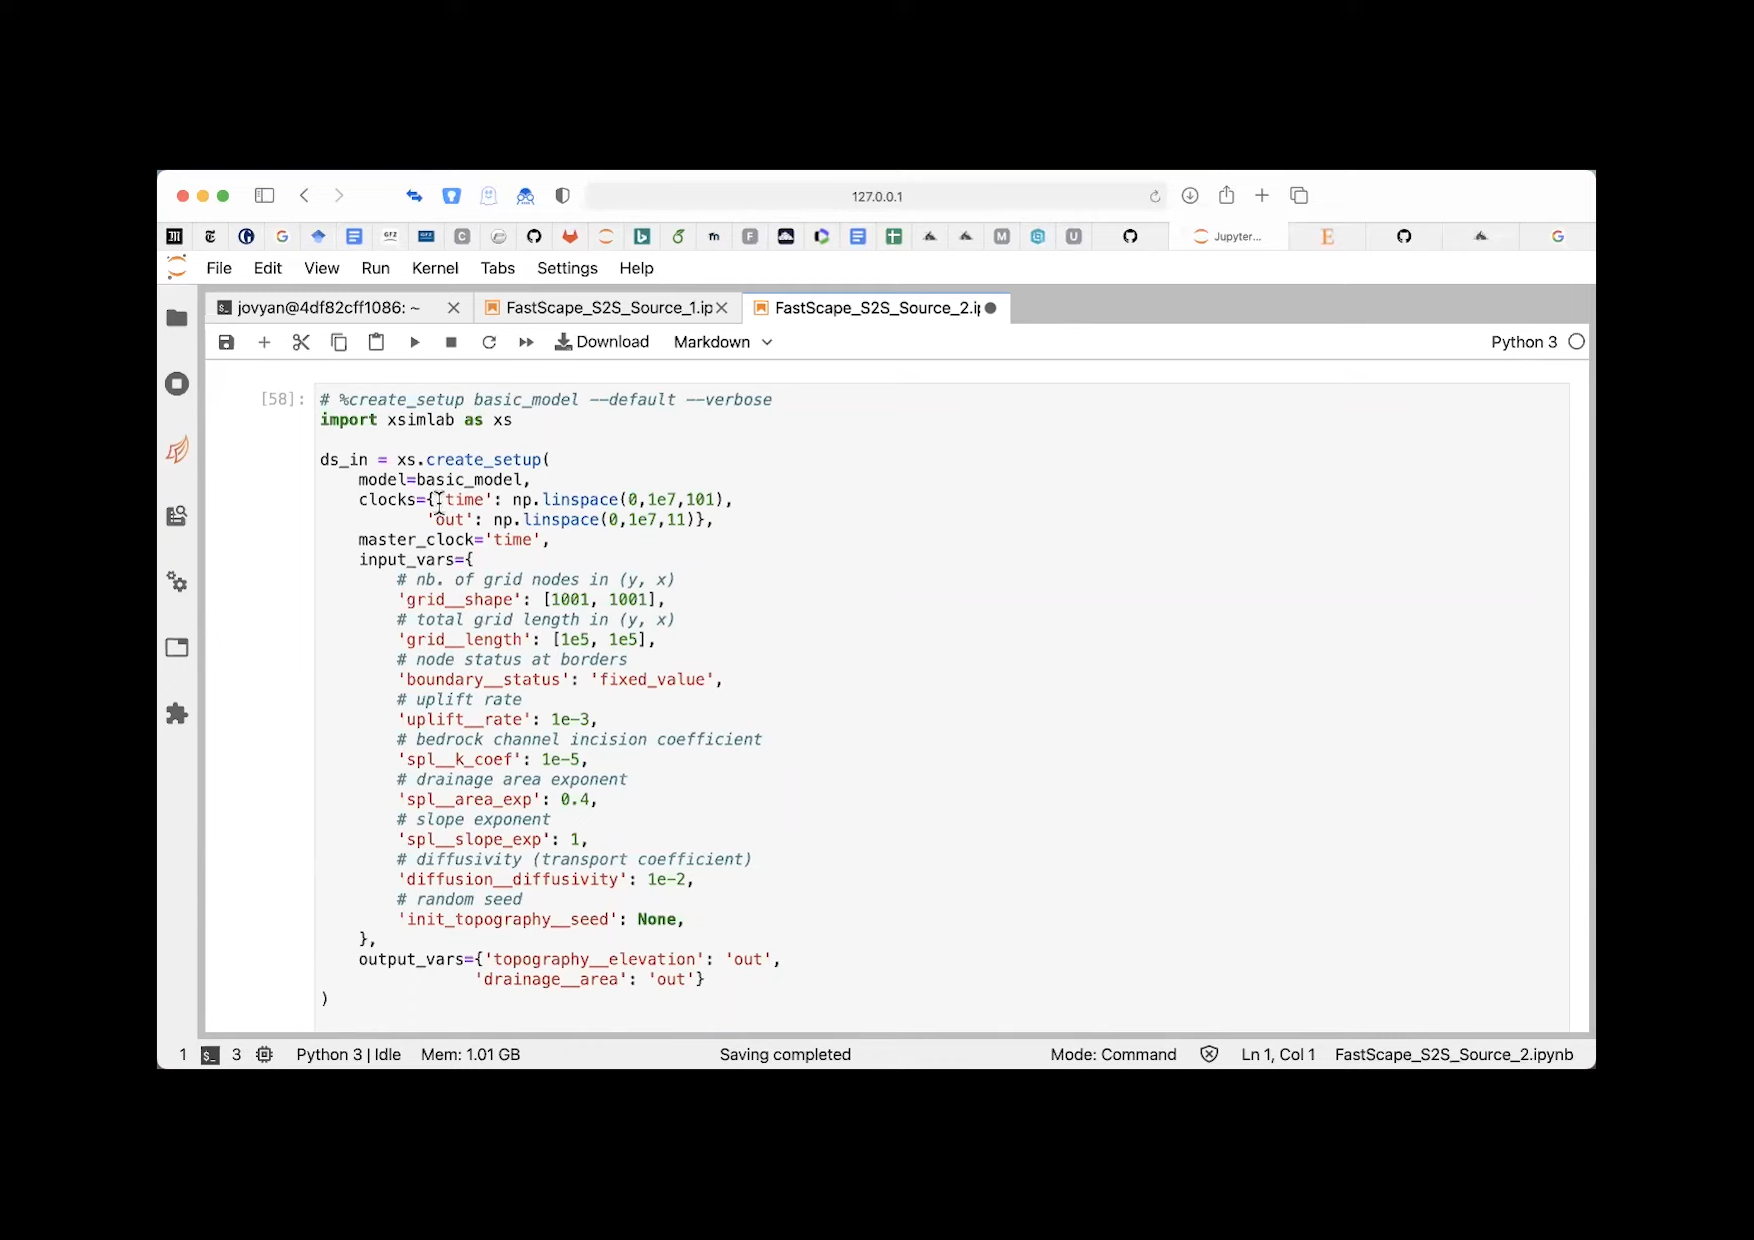 127.0.0.1
Jupyter...
File Edit View Run Kernel Tabs Settings Help
jovyan@4df82cff1086: ~
FastScape_S2S_Source_1.ip
FastScape_S2S_Source_2.ip
Download
Markdown
Python 3
[58]:
# %create_setup basic_model --default --verbose
import xsimlab as xs
ds_in = xs.create_setup(
model=basic_model,
clocks={'time': np.linspace(0,1e7,101),
'out': np.linspace(0,1e7,11)},
master_clock='time',
input_vars={
# nb. of grid nodes in (y, x)
'grid__shape': [1001, 1001],
# total grid length in (y, x)
'grid__length': [1e5, 1e5],
# node status at borders
'boundary__status': 'fixed_value',
# uplift rate
'uplift__rate': 1e-3,
# bedrock channel incision coefficient
'spl__k_coef': 1e-5,
# drainage area exponent
'spl__area_exp': 0.4,
# slope exponent
'spl__slope_exp': 1,
# diffusivity (transport coefficient)
'diffusion__diffusivity': 1e-2,
# random seed
'init_topography__seed': None,
},
output_vars={'topography__elevation': 'out',
'drainage__area': 'out'}
)
1 3 Python 3 | Idle Mem: 1.01 GB Saving completed Mode: Command Ln 1, Col 1 FastScape_S2S_Source_2.ipynb